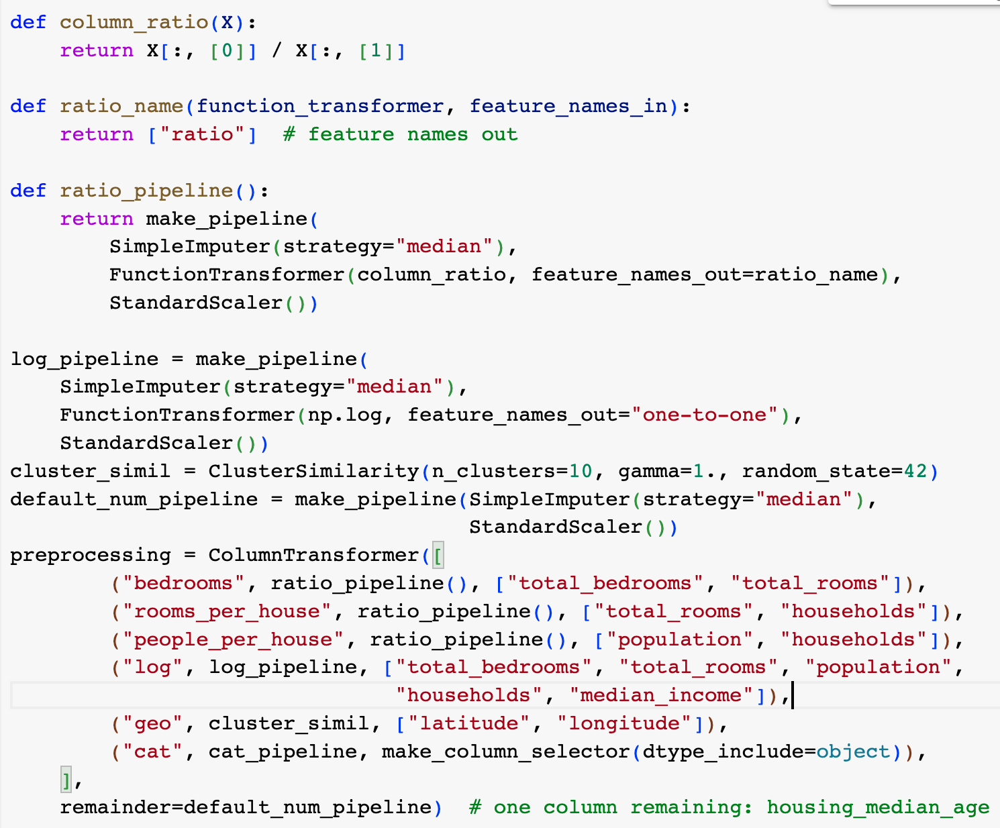 def column_ratio(X):
    return X[:, [0]] / X[:, [1]]
def ratio_name(function_transformer, feature_names_in):
    return ["ratio"]  # feature names out
def ratio_pipeline():
    return make_pipeline(
        SimpleImputer(strategy="median"),
        FunctionTransformer(column_ratio, feature_names_out=ratio_name),
        StandardScaler())
log_pipeline = make_pipeline(
    SimpleImputer(strategy="median"),
    FunctionTransformer(np.log, feature_names_out="one-to-one"),
    StandardScaler())
cluster_simil = ClusterSimilarity(n_clusters=10, gamma=1., random_state=42)
default_num_pipeline = make_pipeline(SimpleImputer(strategy="median"),
                                     StandardScaler())
preprocessing = ColumnTransformer([
        ("bedrooms", ratio_pipeline(), ["total_bedrooms", "total_rooms"]),
        ("rooms_per_house", ratio_pipeline(), ["total_rooms", "households"]),
        ("people_per_house", ratio_pipeline(), ["population", "households"]),
        ("log", log_pipeline, ["total_bedrooms", "total_rooms", "population",
                               "households", "median_income"]),
        ("geo", cluster_simil, ["latitude", "longitude"]),
        ("cat", cat_pipeline, make_column_selector(dtype_include=object)),
    ],
    remainder=default_num_pipeline)  # one column remaining: housing_median_age